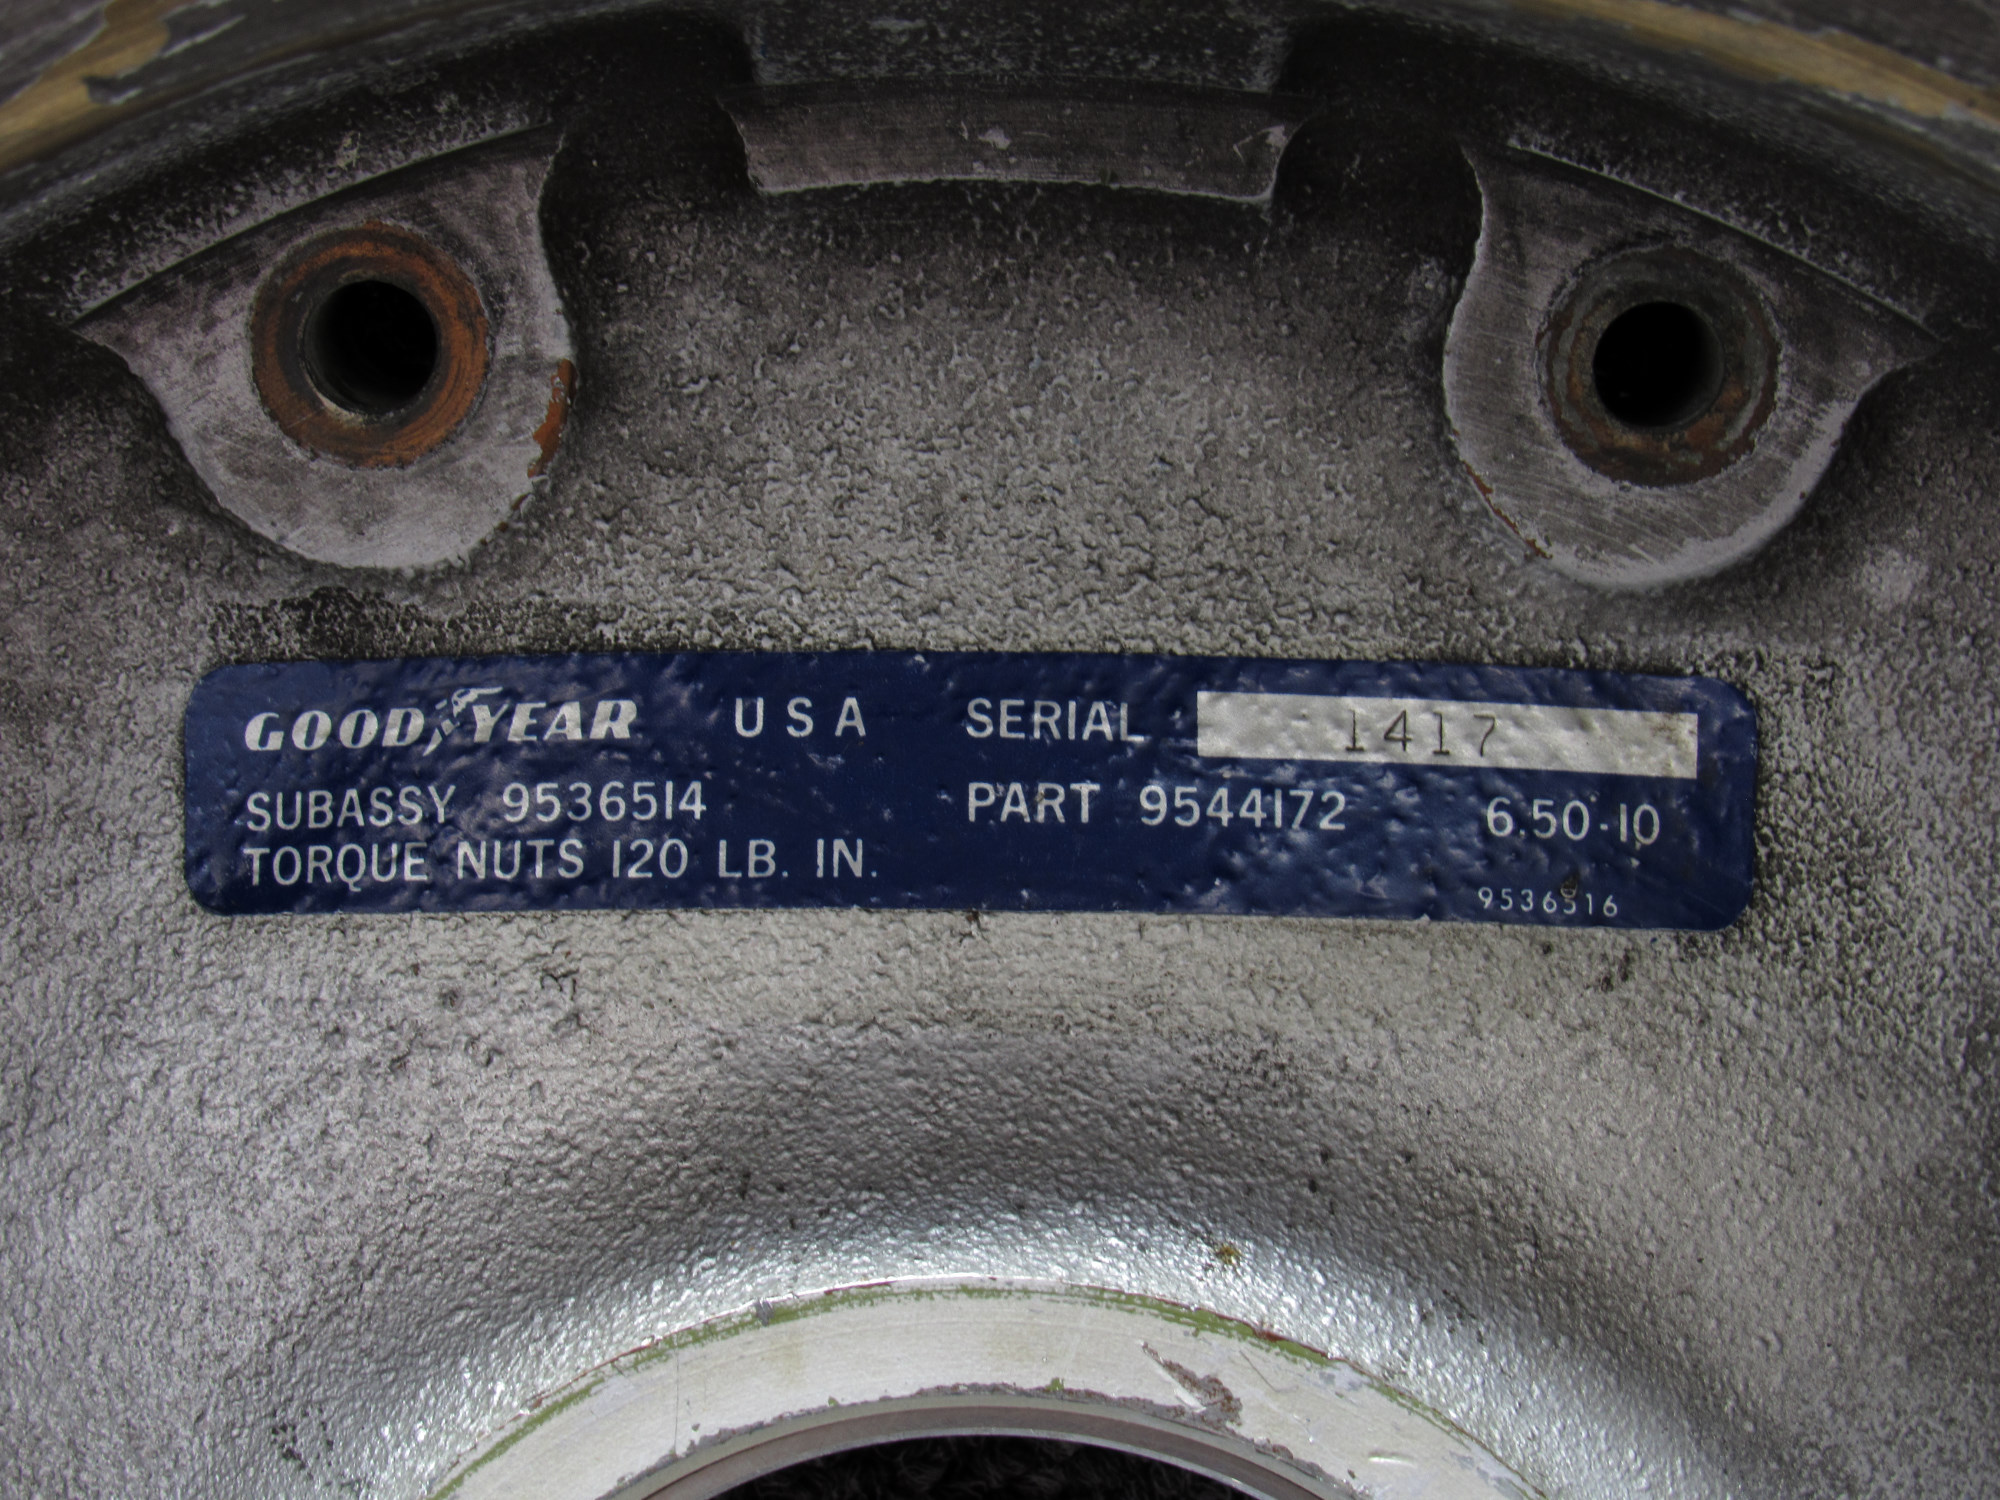 GOODYEAR USA SERIAL 1417
SUBASSY 9536514 PART 9544172 6.50-10
TORQUE NUTS 120 LB. IN.
9536516